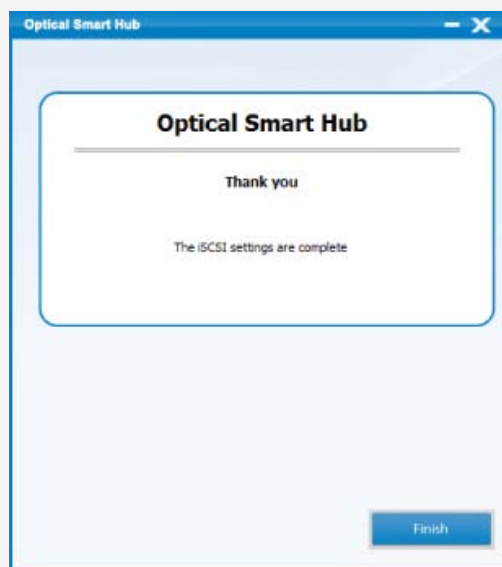 Optical Smart Hub
Optical Smart Hub
Thank you
The iSCSI settings are complete
Finish